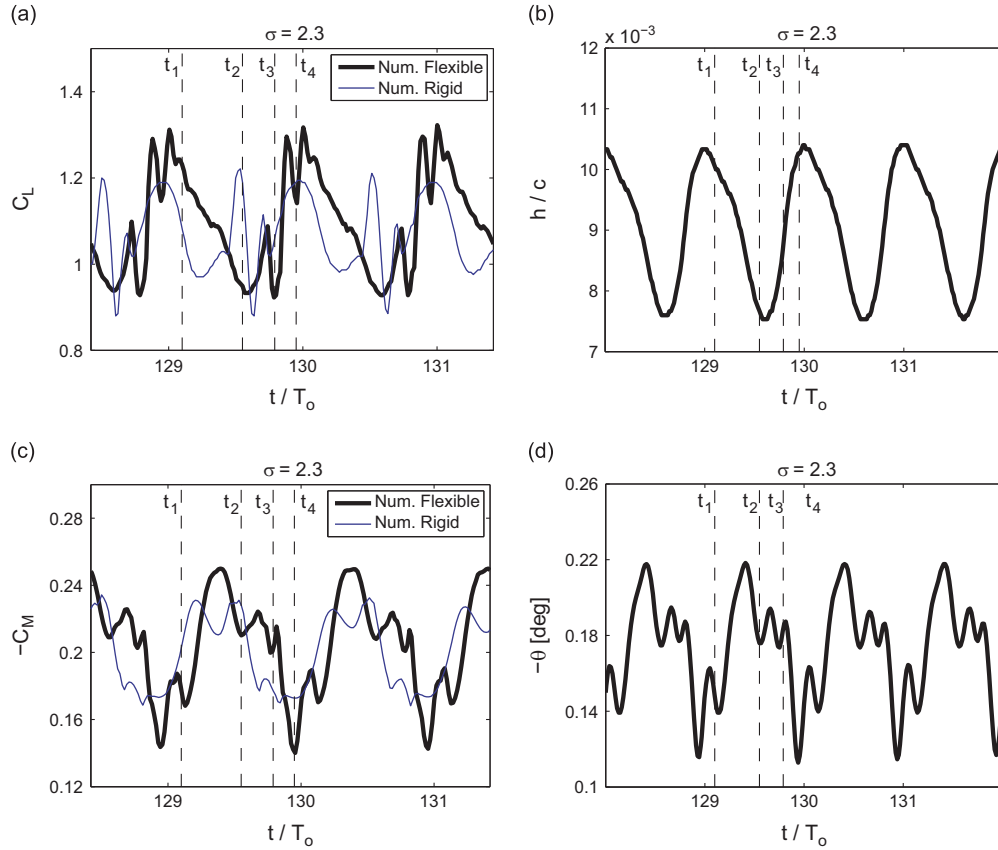 (a)
σ = 2.3
t1 t2 t3 t4
Num. Flexible
Num. Rigid
1.4
1.2
1
0.8
CL
129 130 131
t / To
(b)
x 10⁻³
σ = 2.3
t1 t2 t3 t4
12
11
10
9
8
7
h / c
129 130 131
t / To
(c)
σ = 2.3
t1 t2 t3 t4
Num. Flexible
Num. Rigid
0.28
0.24
0.2
0.16
0.12
-CM
129 130 131
t / To
(d)
σ = 2.3
t1 t2 t3 t4
0.26
0.22
0.18
0.14
0.1
-θ [deg]
129 130 131
t / To